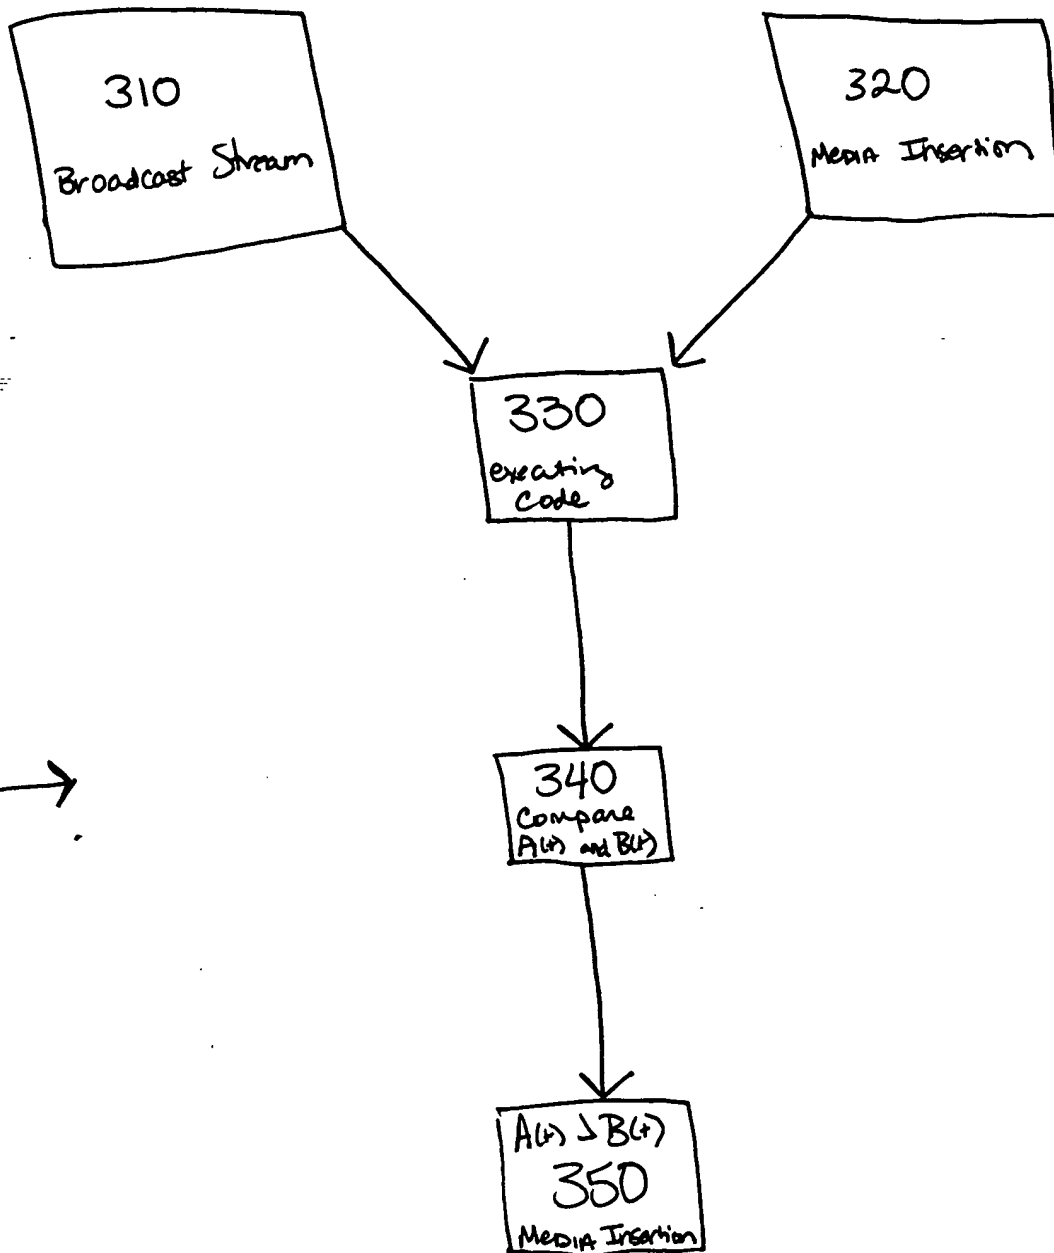 310
Broadcast Stream
320
Media Insertion
330
executing
Code
340
Compare
A(t) and B(t)
A(t) B(t)
350
Media Insertion